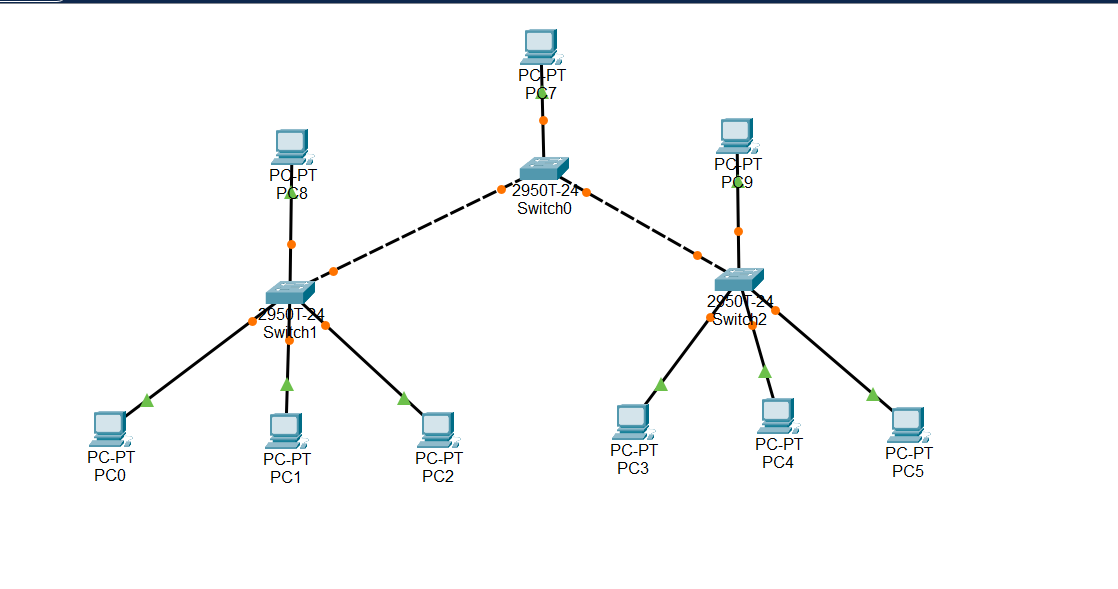 PC-PT
PC7
PC-PT
PC8
PC-PT
PC9
2950T-24
Switch0
2950T-24
Switch1
2950T-24
Switch2
PC-PT
PC0
PC-PT
PC1
PC-PT
PC2
PC-PT
PC3
PC-PT
PC4
PC-PT
PC5